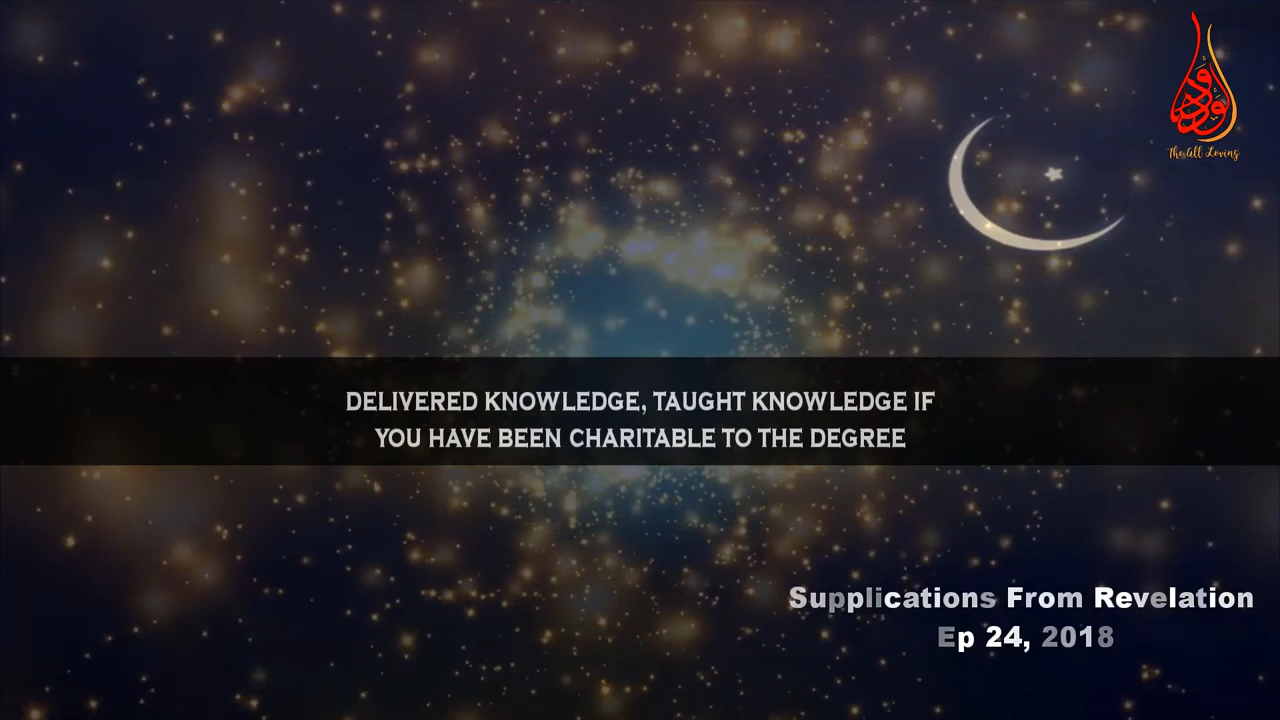 ودود
The All Loving
DELIVERED KNOWLEDGE, TAUGHT KNOWLEDGE IF
YOU HAVE BEEN CHARITABLE TO THE DEGREE
Supplications From Revelation
Ep 24, 2018